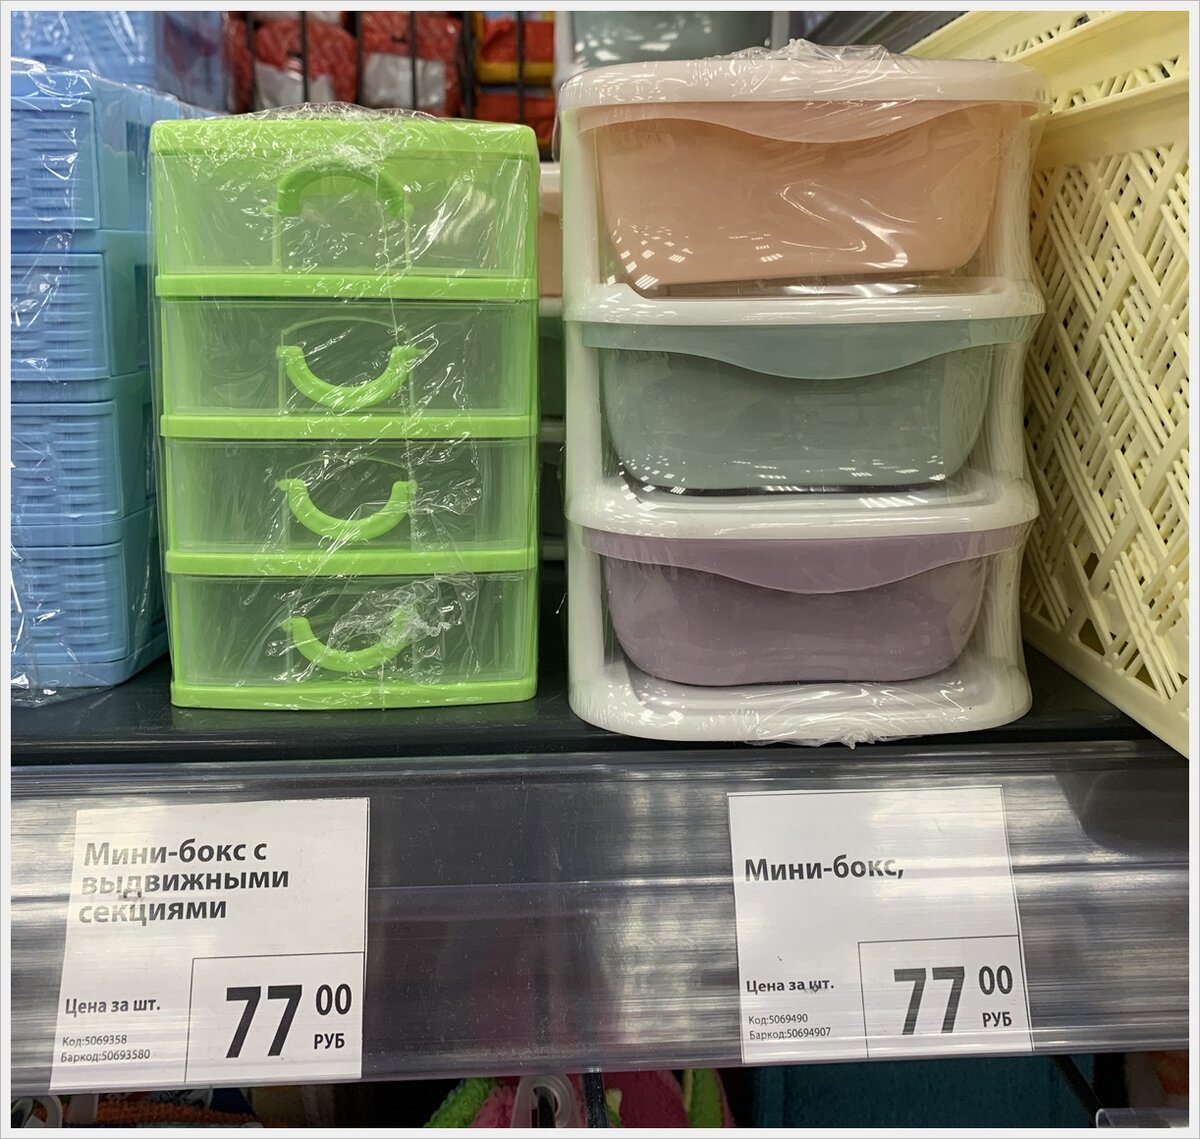 Мини-бокс с
выдвижными
секциями
Цена за шт.
77 00
РУБ
Код:5069358
Баркод:50693580
Мини-бокс,
Цена за шт.
77 00
РУБ
Код:5069490
Баркод:50694907